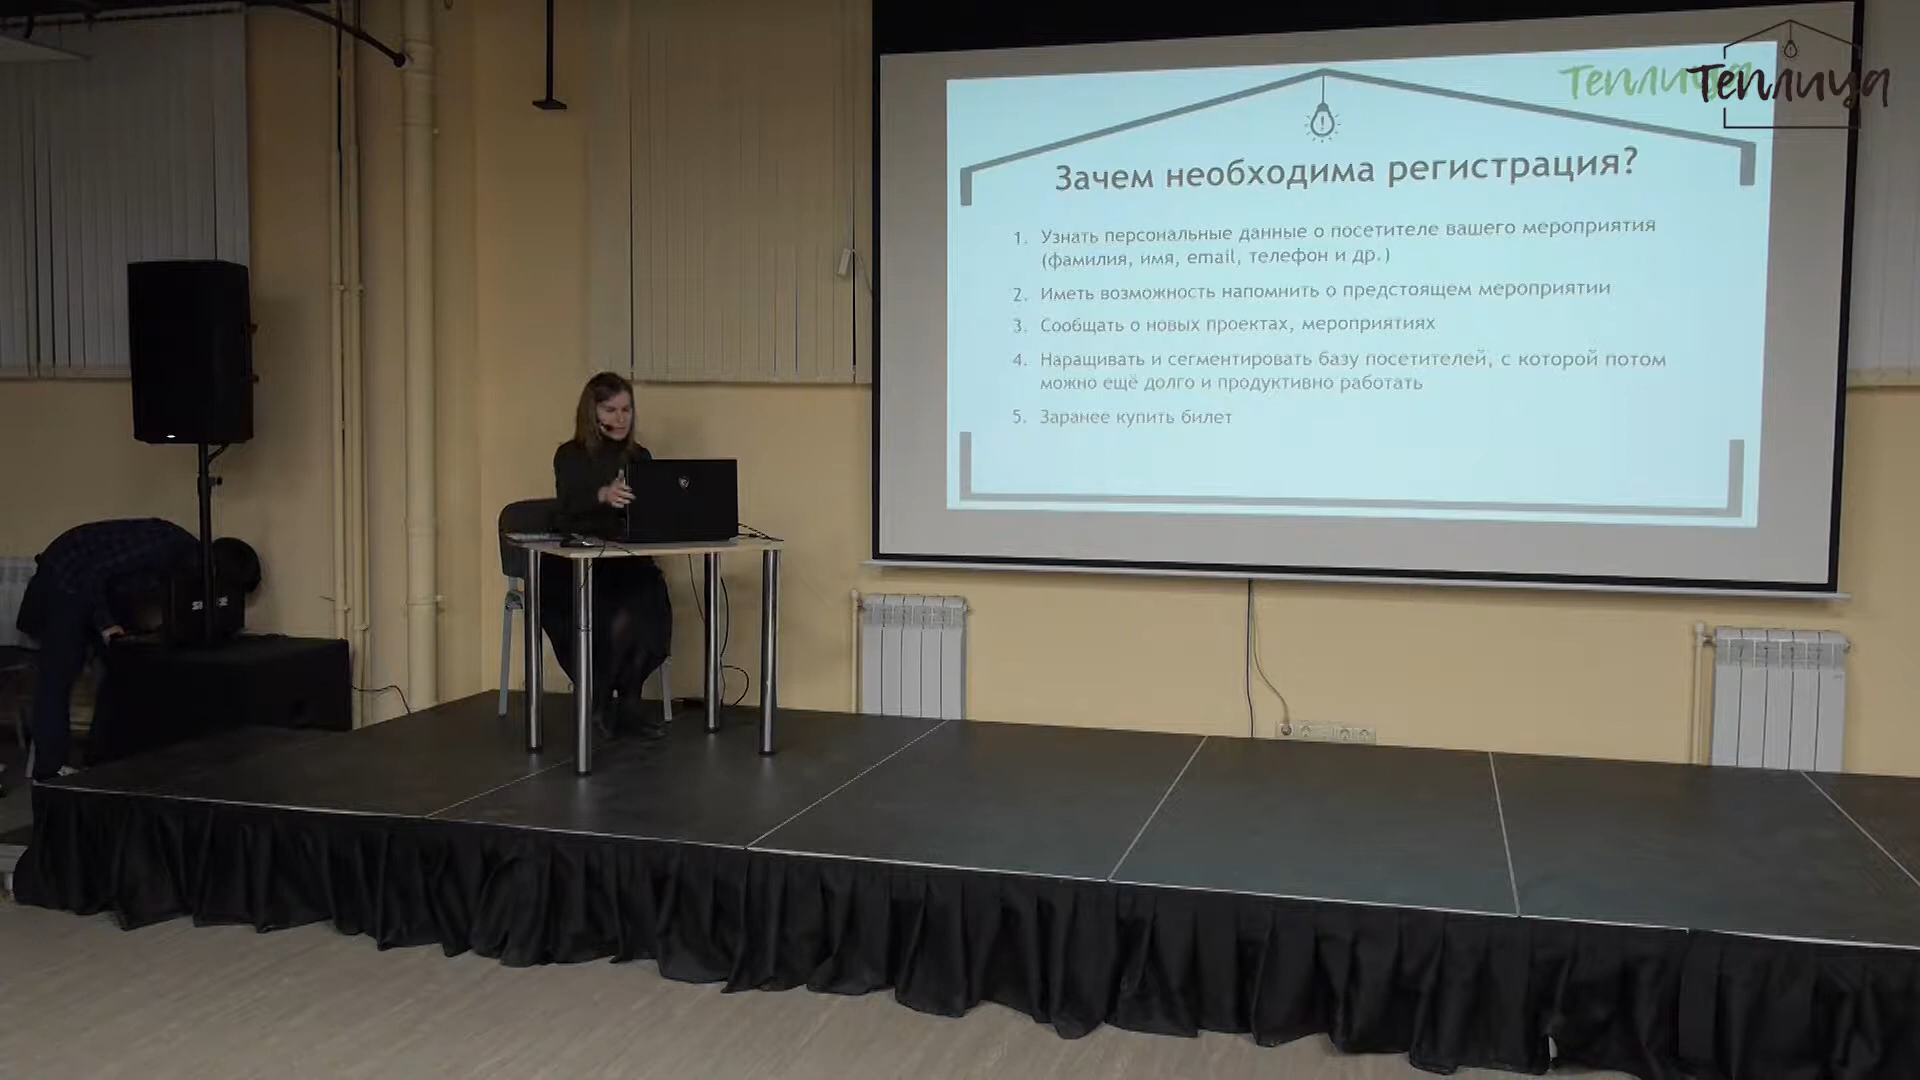 Теплица
Теплица
Зачем необходима регистрация?
1. Узнать персональные данные о посетителе вашего мероприятия
(фамилия, имя, email, телефон и др.)
2. Иметь возможность напомнить о предстоящем мероприятии
3. Сообщать о новых проектах, мероприятиях
4. Наращивать и сегментировать базу посетителей, с которой потом
можно ещё долго и продуктивно работать
5. Заранее купить билет